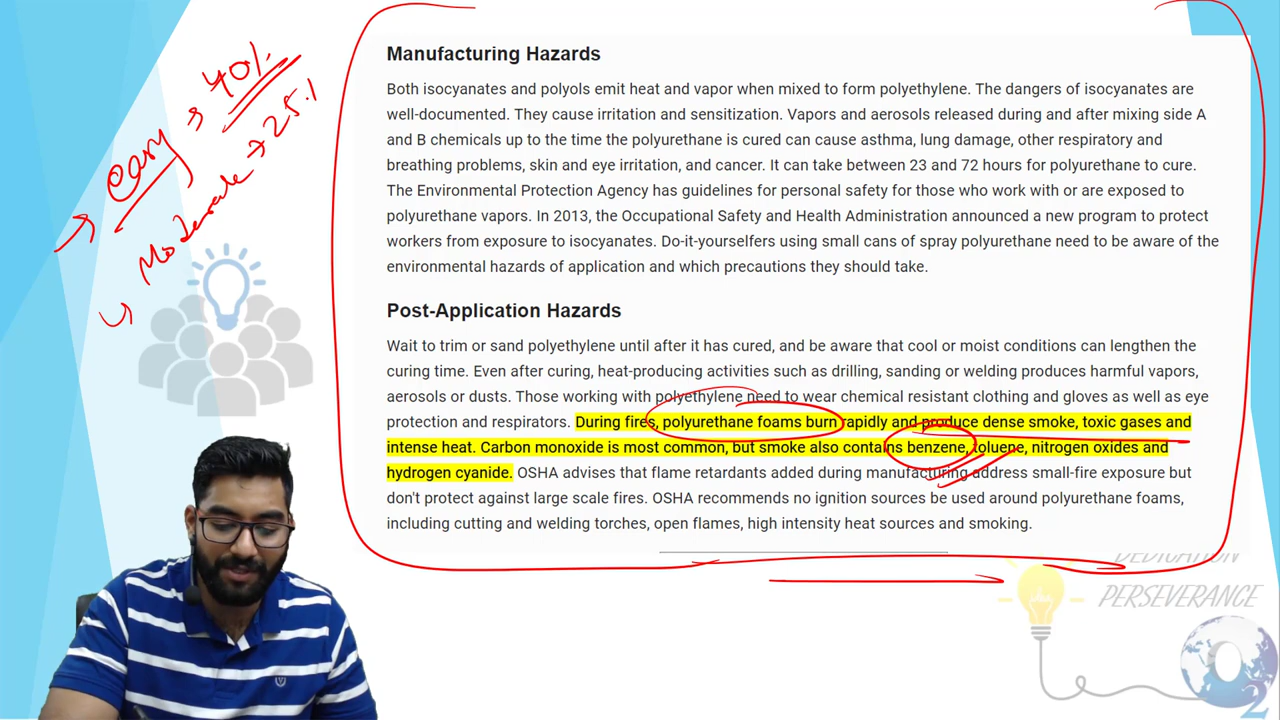 → easy → 40%
↳ Moderate → 25%
Manufacturing Hazards
Both isocyanates and polyols emit heat and vapor when mixed to form polyethylene. The dangers of isocyanates are
well-documented. They cause irritation and sensitization. Vapors and aerosols released during and after mixing side A
and B chemicals up to the time the polyurethane is cured can cause asthma, lung damage, other respiratory and
breathing problems, skin and eye irritation, and cancer. It can take between 23 and 72 hours for polyurethane to cure.
The Environmental Protection Agency has guidelines for personal safety for those who work with or are exposed to
polyurethane vapors. In 2013, the Occupational Safety and Health Administration announced a new program to protect
workers from exposure to isocyanates. Do-it-yourselfers using small cans of spray polyurethane need to be aware of the
environmental hazards of application and which precautions they should take.
Post-Application Hazards
Wait to trim or sand polyethylene until after it has cured, and be aware that cool or moist conditions can lengthen the
curing time. Even after curing, heat-producing activities such as drilling, sanding or welding produces harmful vapors,
aerosols or dusts. Those working with polyethylene need to wear chemical resistant clothing and gloves as well as eye
protection and respirators. During fires, polyurethane foams burn rapidly and produce dense smoke, toxic gases and
intense heat. Carbon monoxide is most common, but smoke also contains benzene, toluene, nitrogen oxides and
hydrogen cyanide. OSHA advises that flame retardants added during manufacturing address small-fire exposure but
don't protect against large scale fires. OSHA recommends no ignition sources be used around polyurethane foams,
including cutting and welding torches, open flames, high intensity heat sources and smoking.
DEDICATION
PERSEVERANCE
O2